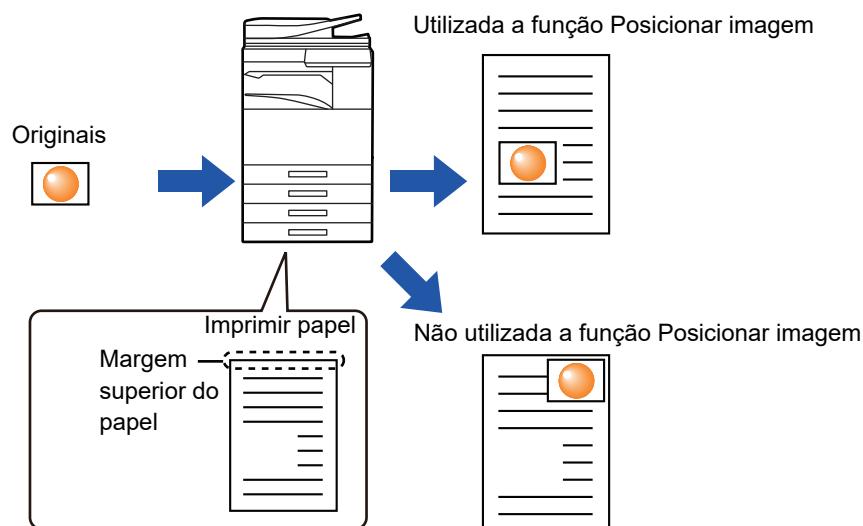 Utilizada a função Posicionar imagem
Originais
Imprimir papel
Margem
superior do
papel
Não utilizada a função Posicionar imagem